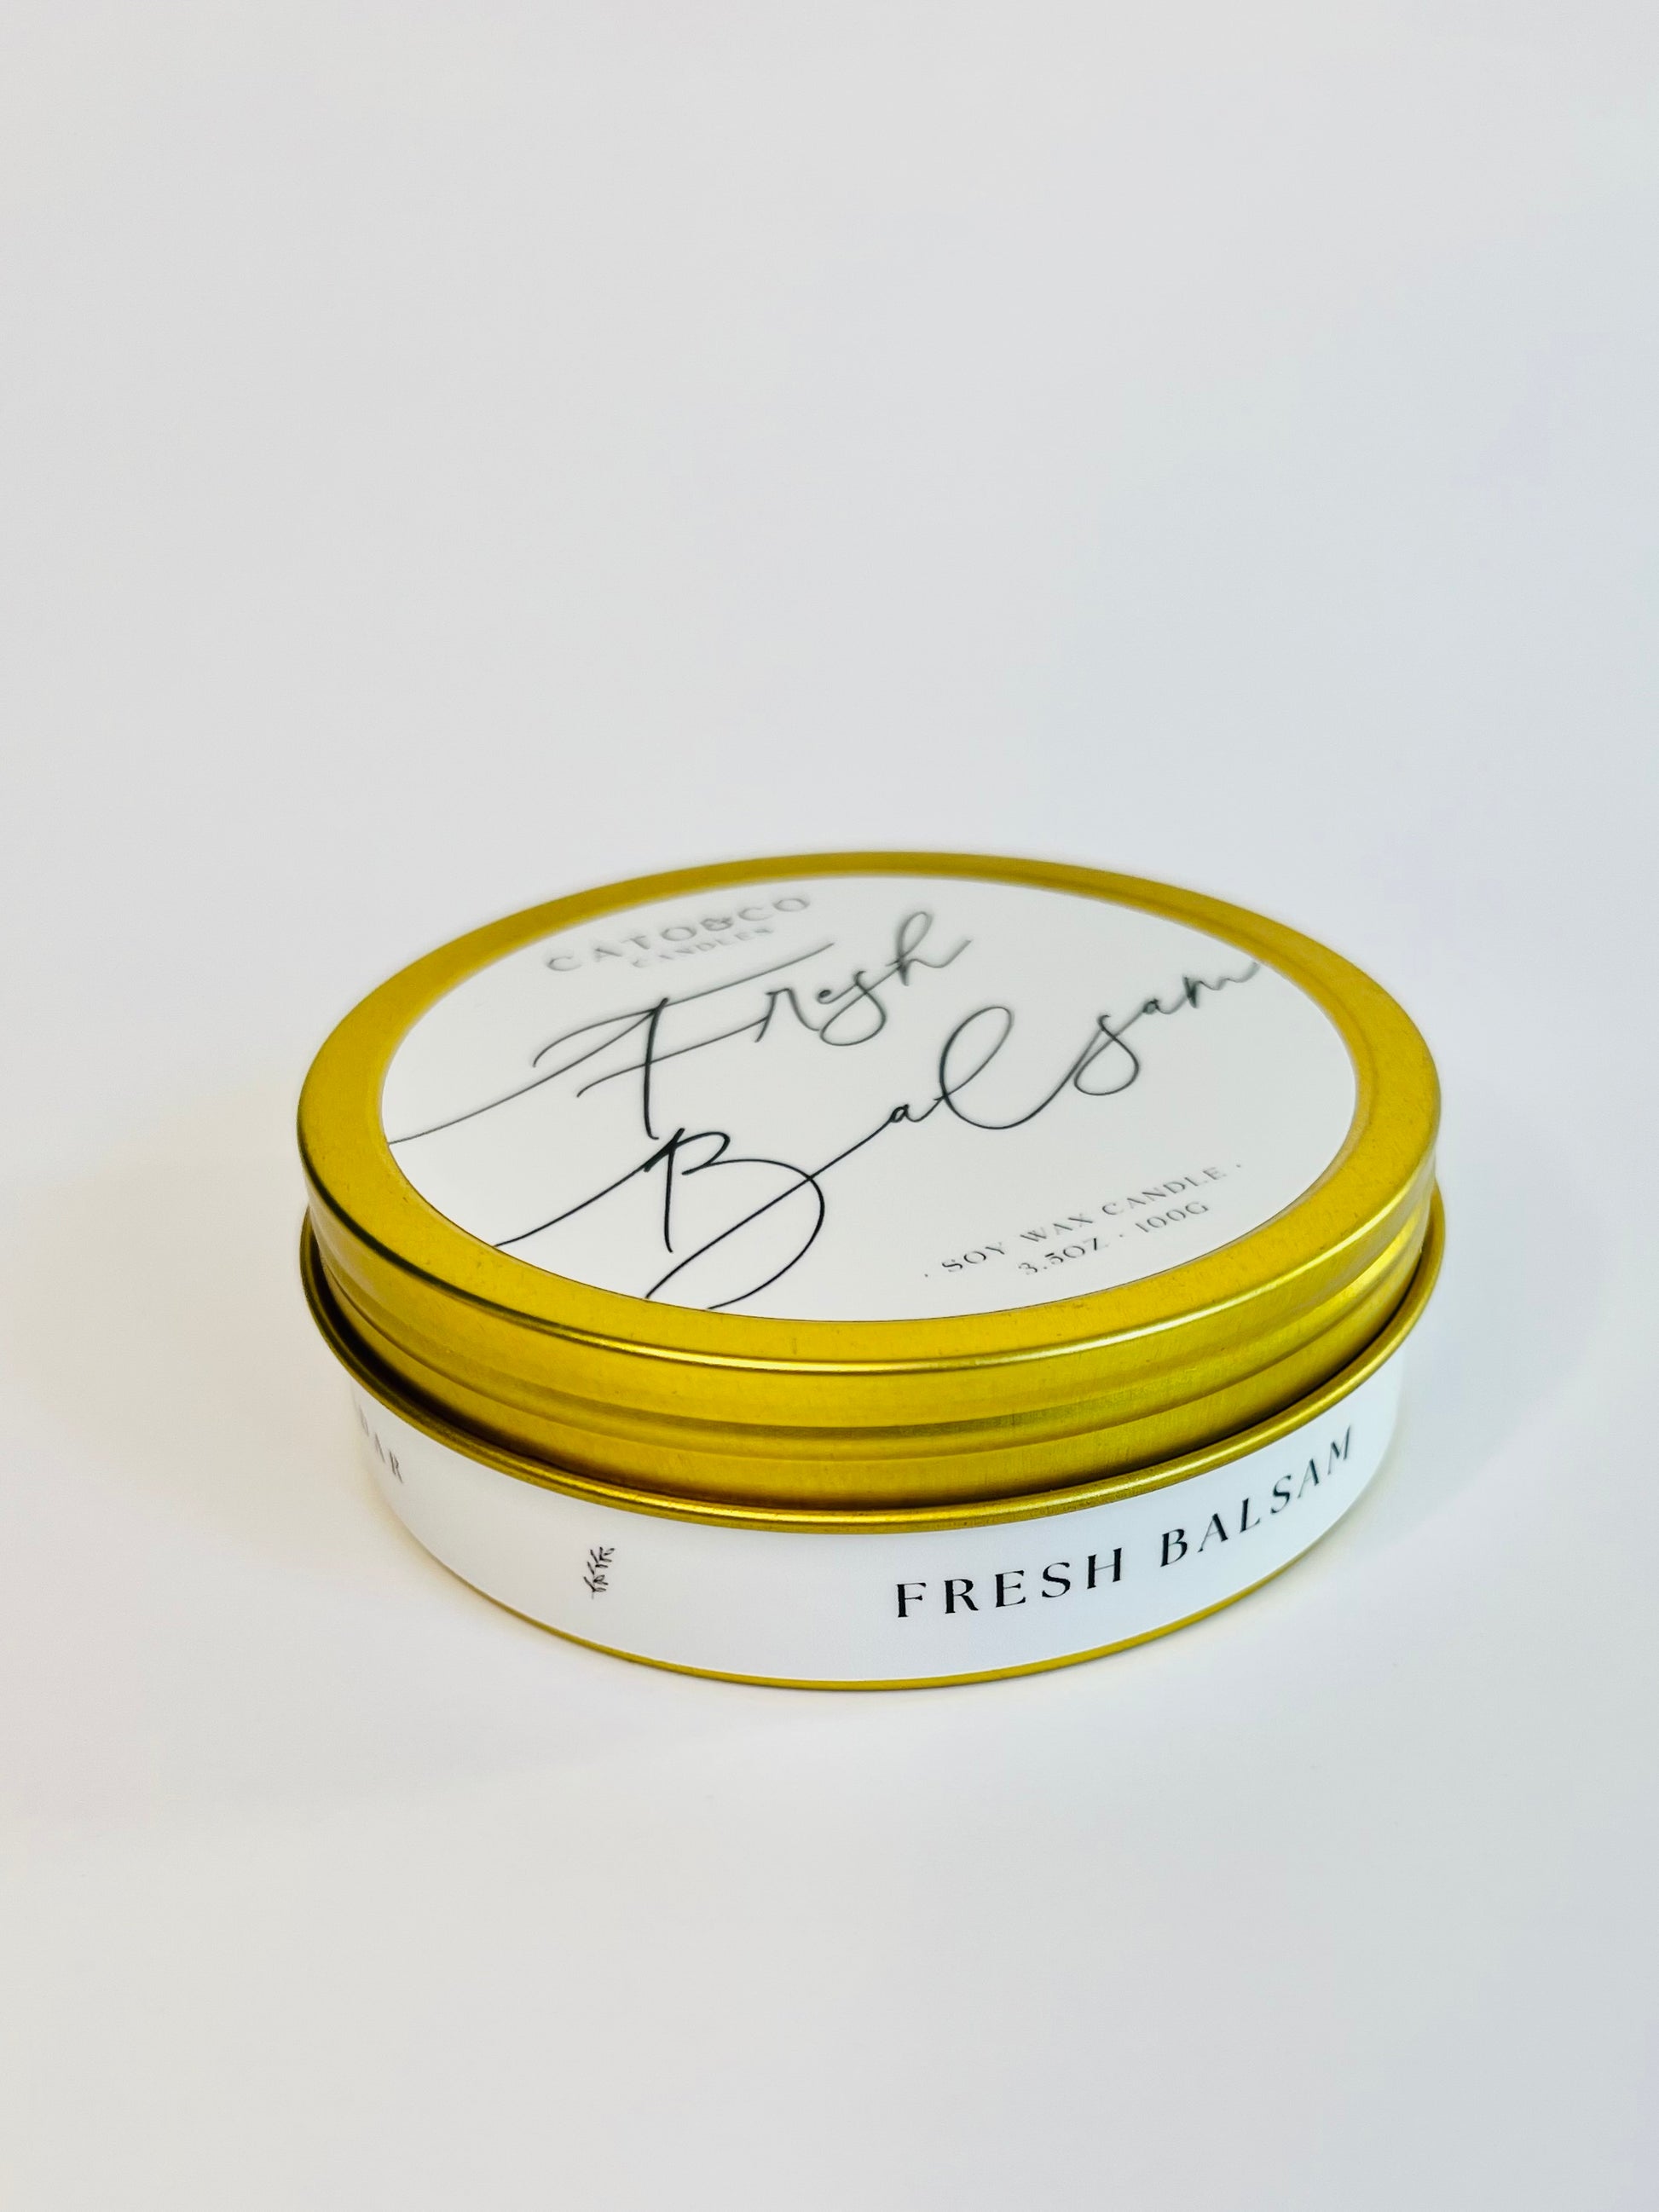 CATO&CO
CANDLES
Fresh
Balsam
· SOY WAX CANDLE ·
3.5OZ · 100G
FRESH BALSAM